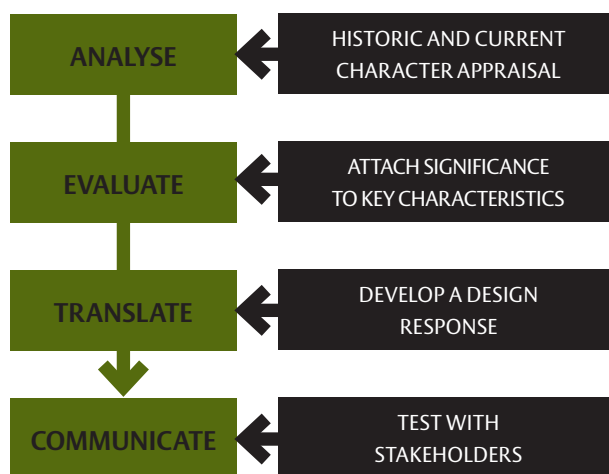 ANALYSE
HISTORIC AND CURRENT
CHARACTER APPRAISAL
EVALUATE
ATTACH SIGNIFICANCE
TO KEY CHARACTERISTICS
TRANSLATE
DEVELOP A DESIGN
RESPONSE
COMMUNICATE
TEST WITH
STAKEHOLDERS